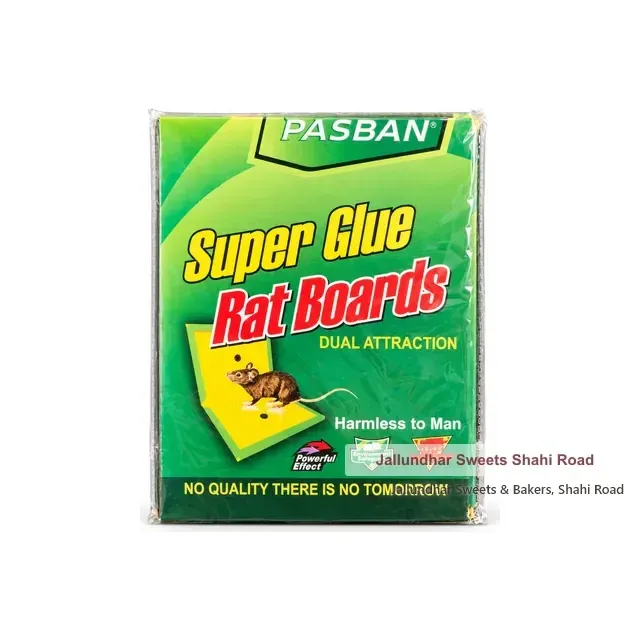 PASBAN®
Super Glue
Rat Boards
DUAL ATTRACTION
Harmless to Man
Powerful
Effect
Jallundhar Sweets Shahi Road
NO QUALITY THERE IS NO TOMORROW
Jallundhar Sweets & Bakers, Shahi Road